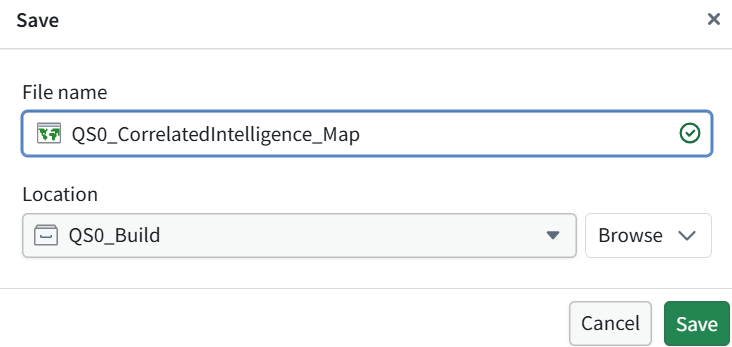 Save
File name
QS0_CorrelatedIntelligence_Map
Location
QS0_Build
Browse
Cancel
Save